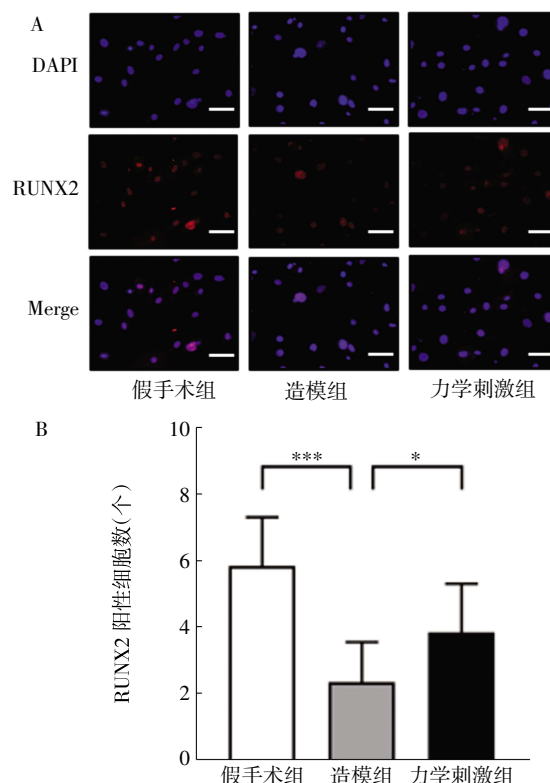 A
DAPI
RUNX2
Merge
假手术组 造模组 力学刺激组
B
RUNX2 阳性细胞数(个)
10
8
6
4
2
0
*** *
假手术组 造模组 力学刺激组